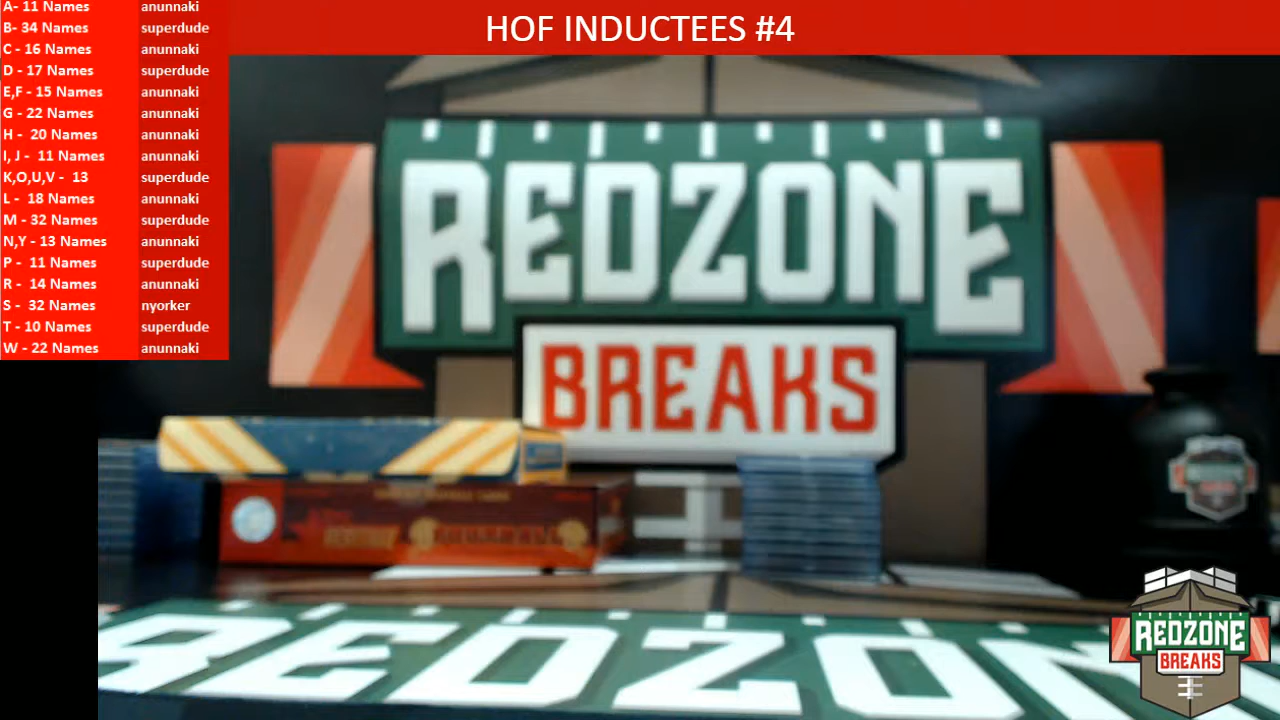 HOF INDUCTEES #4
A- 11 Names anunnaki
B- 34 Names superdude
C - 16 Names anunnaki
D - 17 Names superdude
E,F - 15 Names anunnaki
G - 22 Names anunnaki
H - 20 Names anunnaki
I, J - 11 Names anunnaki
K,O,U,V - 13 superdude
L - 18 Names anunnaki
M - 32 Names superdude
N,Y - 13 Names anunnaki
P - 11 Names superdude
R - 14 Names anunnaki
S - 32 Names nyorker
T - 10 Names superdude
W - 22 Names anunnaki
REDZONE
BREAKS
REDZON
REDZONE
BREAKS